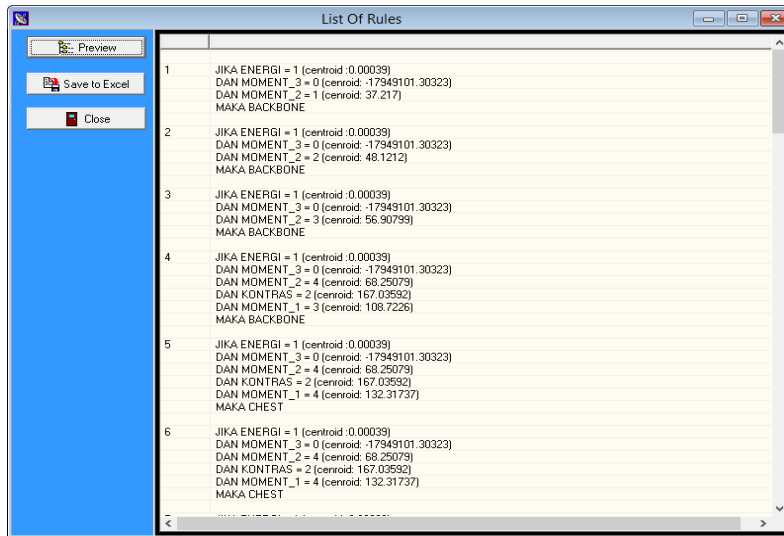 List Of Rules
Preview
Save to Excel
Close
1 JIKA ENERGI = 1 (centroid :0.00039)
DAN MOMENT_3 = 0 (cenroid: -17949101.30323)
DAN MOMENT_2 = 1 (cenroid: 37.217)
MAKA BACKBONE
2 JIKA ENERGI = 1 (centroid :0.00039)
DAN MOMENT_3 = 0 (cenroid: -17949101.30323)
DAN MOMENT_2 = 2 (cenroid: 48.1212)
MAKA BACKBONE
3 JIKA ENERGI = 1 (centroid :0.00039)
DAN MOMENT_3 = 0 (cenroid: -17949101.30323)
DAN MOMENT_2 = 3 (cenroid: 56.90799)
MAKA BACKBONE
4 JIKA ENERGI = 1 (centroid :0.00039)
DAN MOMENT_3 = 0 (cenroid: -17949101.30323)
DAN MOMENT_2 = 4 (cenroid: 68.25079)
DAN KONTRAS = 2 (cenroid: 167.03592)
DAN MOMENT_1 = 3 (cenroid: 108.7226)
MAKA BACKBONE
5 JIKA ENERGI = 1 (centroid :0.00039)
DAN MOMENT_3 = 0 (cenroid: -17949101.30323)
DAN MOMENT_2 = 4 (cenroid: 68.25079)
DAN KONTRAS = 2 (cenroid: 167.03592)
DAN MOMENT_1 = 4 (cenroid: 132.31737)
MAKA CHEST
6 JIKA ENERGI = 1 (centroid :0.00039)
DAN MOMENT_3 = 0 (cenroid: -17949101.30323)
DAN MOMENT_2 = 4 (cenroid: 68.25079)
DAN KONTRAS = 2 (cenroid: 167.03592)
DAN MOMENT_1 = 4 (cenroid: 132.31737)
MAKA CHEST